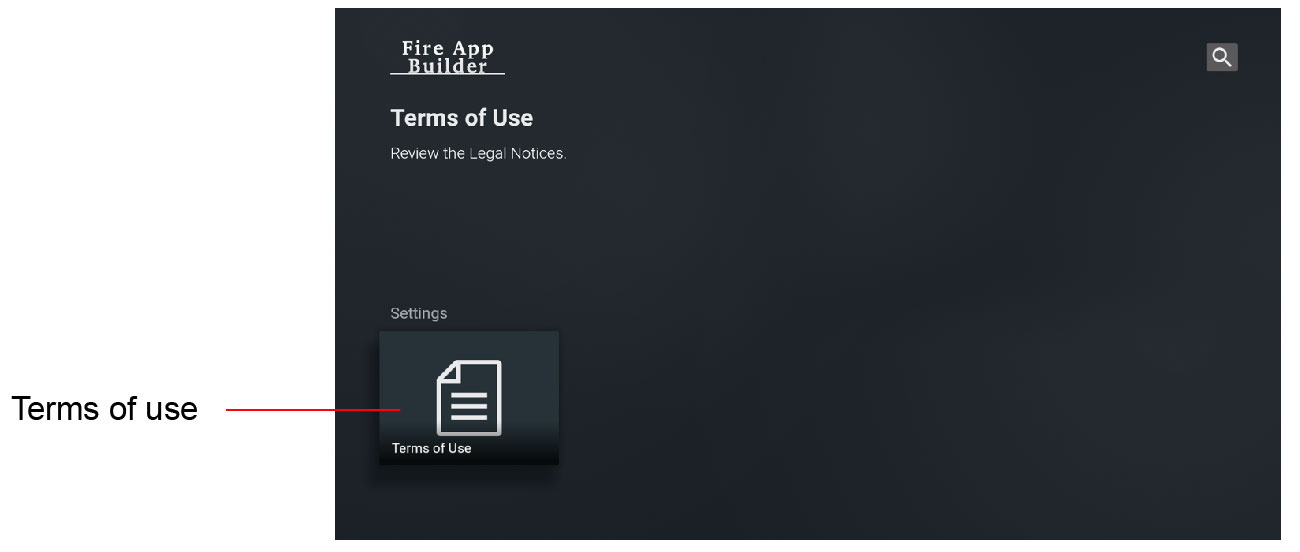 Fire App
Builder
Terms of Use
Review the Legal Notices.
Settings
Terms of use
Terms of Use